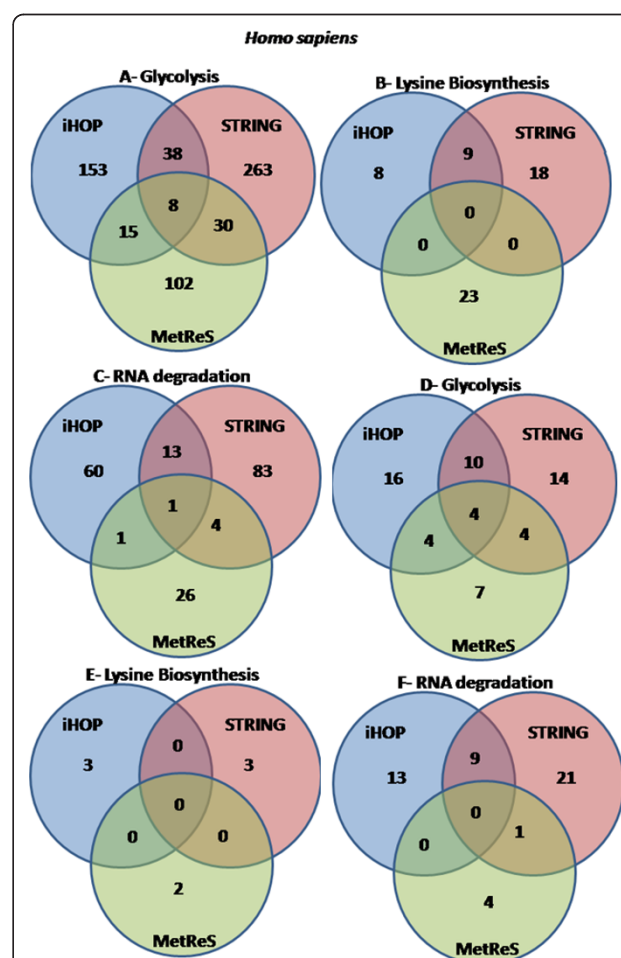 Homo sapiens
A- Glycolysis
iHOP
STRING
38
153
263
8
15
30
102
MetReS
B- Lysine Biosynthesis
iHOP
STRING
9
8
18
0
0
0
23
MetReS
C- RNA degradation
iHOP
STRING
13
60
83
1
1
4
26
MetReS
D- Glycolysis
iHOP
STRING
10
16
14
4
4
4
7
MetReS
E- Lysine Biosynthesis
iHOP
STRING
0
3
3
0
0
0
2
MetReS
F- RNA degradation
iHOP
STRING
9
13
21
0
0
1
4
MetReS